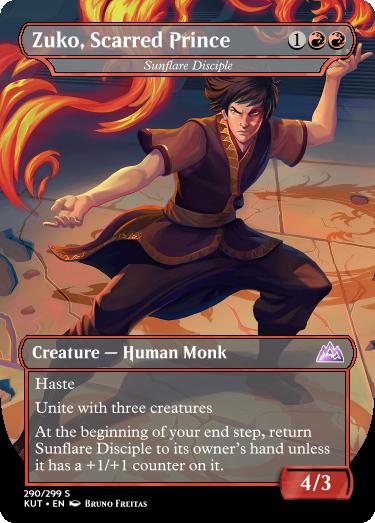 Zuko, Scarred Prince 1
Sunflare Disciple
Creature — Human Monk
Haste
Unite with three creatures
At the beginning of your end step, return
Sunflare Disciple to its owner's hand unless
it has a +1/+1 counter on it.
4/3
290/299 S
KUT • EN Bruno Freitas